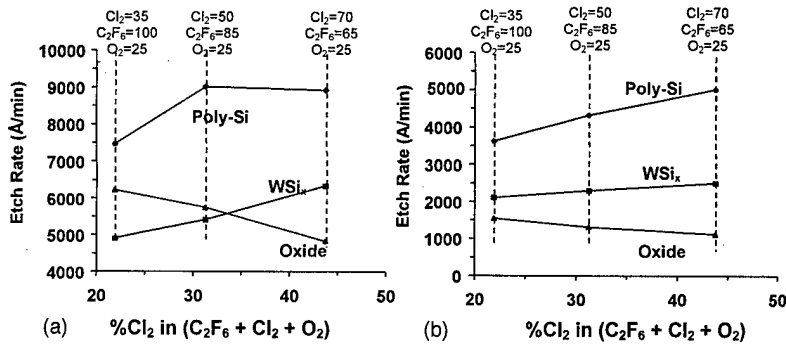 Cl₂=35 Cl₂=50 Cl₂=70
C₂F₆=100 C₂F₆=85 C₂F₆=65
O₂=25 O₂=25 O₂=25
10000
9000
8000
7000
6000
5000
4000
Etch Rate (Å/min)
Poly-Si
WSiₓ
Oxide
20 30 40 50
(a) %Cl₂ in (C₂F₆ + Cl₂ + O₂)
Cl₂=35 Cl₂=50 Cl₂=70
C₂F₆=100 C₂F₆=85 C₂F₆=65
O₂=25 O₂=25 O₂=25
6000
5000
4000
3000
2000
1000
0
Etch Rate (A/min)
Poly-Si
WSiₓ
Oxide
20 30 40 50
(b) %Cl₂ in (C₂F₆ + Cl₂ + O₂)